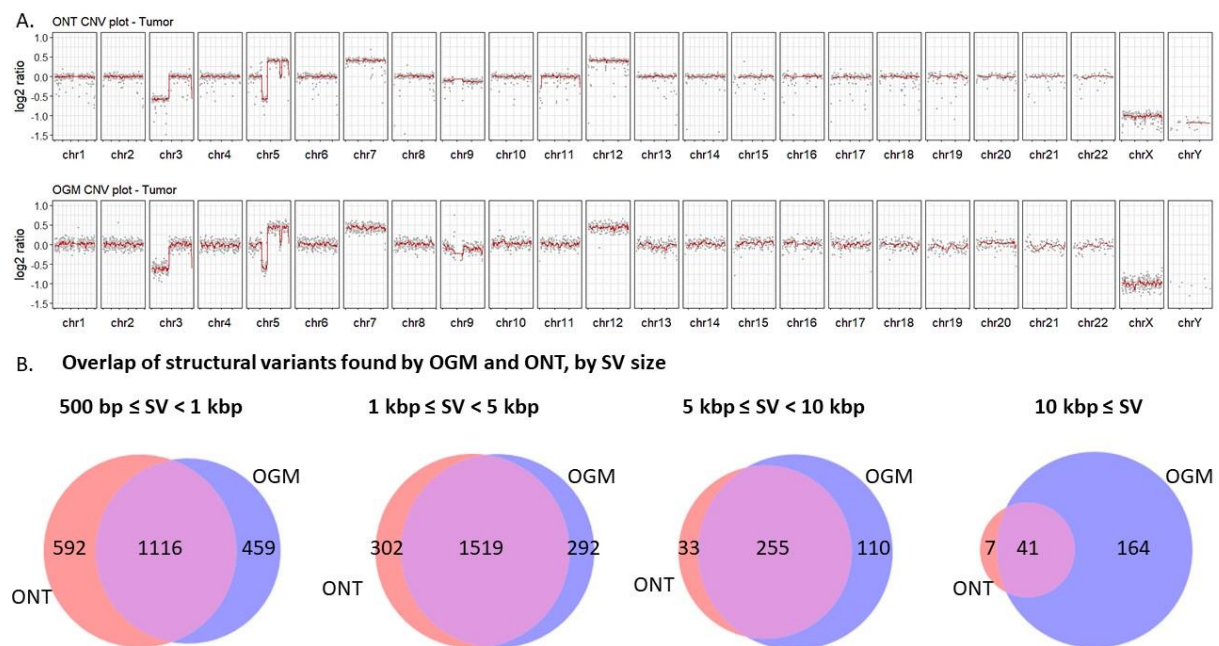 A.
ONT CNV plot - Tumor
log2 ratio
1.0
0.5
0.0
-0.5
-1.0
-1.5
chr1 chr2 chr3 chr4 chr5 chr6 chr7 chr8 chr9 chr10 chr11 chr12 chr13 chr14 chr15 chr16 chr17 chr18 chr19 chr20 chr21 chr22 chrX chrY
OGM CNV plot - Tumor
log2 ratio
1.0
0.5
0.0
-0.5
-1.0
-1.5
chr1 chr2 chr3 chr4 chr5 chr6 chr7 chr8 chr9 chr10 chr11 chr12 chr13 chr14 chr15 chr16 chr17 chr18 chr19 chr20 chr21 chr22 chrX chrY
B. Overlap of structural variants found by OGM and ONT, by SV size
500 bp ≤ SV < 1 kbp
OGM
592 1116 459
ONT
1 kbp ≤ SV < 5 kbp
OGM
302 1519 292
ONT
5 kbp ≤ SV < 10 kbp
OGM
33 255 110
ONT
10 kbp ≤ SV
OGM
7 41 164
ONT